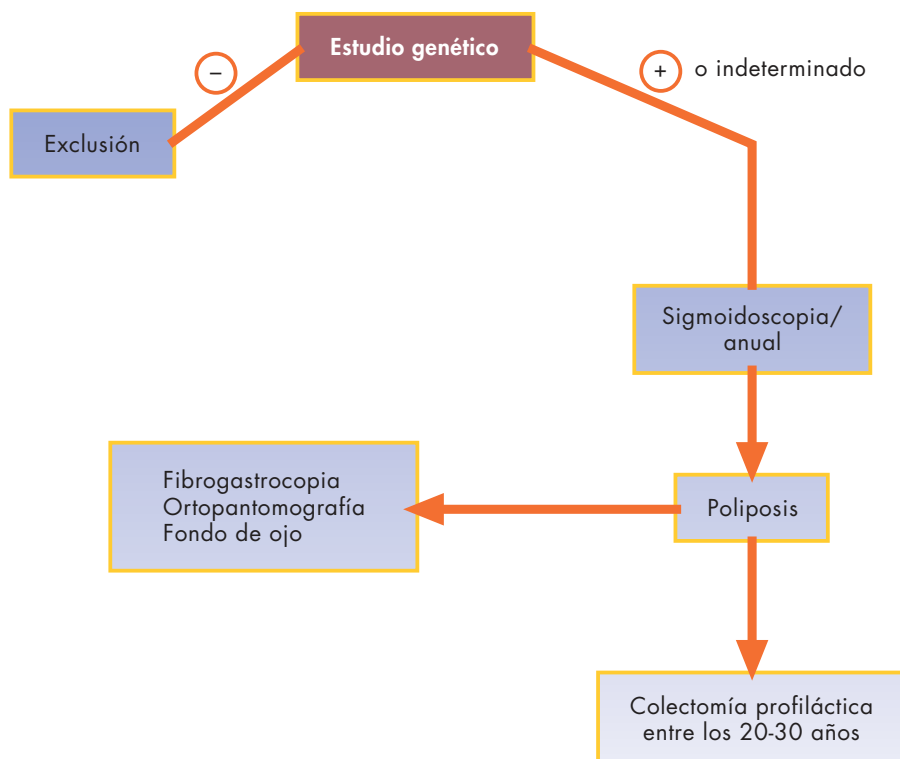 Estudio genético
−
+ o indeterminado
Exclusión
Sigmoidoscopia/
anual
Fibrogastrocopia
Ortopantomografía
Fondo de ojo
Poliposis
Colectomía profiláctica
entre los 20-30 años